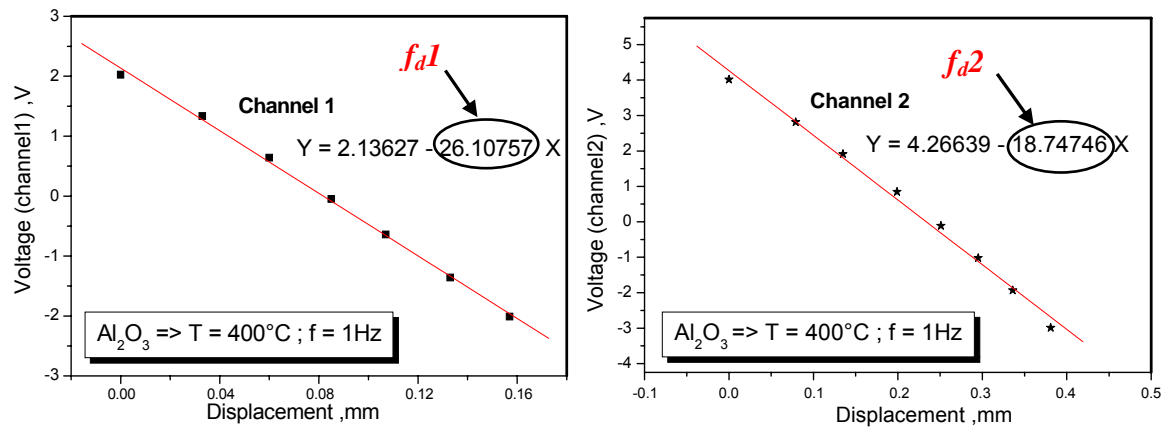 3
2
1
0
-1
-2
-3
Voltage (channel1) ,V
f_d1
Channel 1
Y = 2.13627 - 26.10757 X
Al₂O₃ => T = 400°C ; f = 1Hz
0.00 0.04 0.08 0.12 0.16
Displacement ,mm
5
4
3
2
1
0
-1
-2
-3
-4
Voltage (channel2) ,V
f_d2
Channel 2
Y = 4.26639 - 18.74746 X
Al₂O₃ => T = 400°C ; f = 1Hz
-0.1 0.0 0.1 0.2 0.3 0.4 0.5
Displacement ,mm